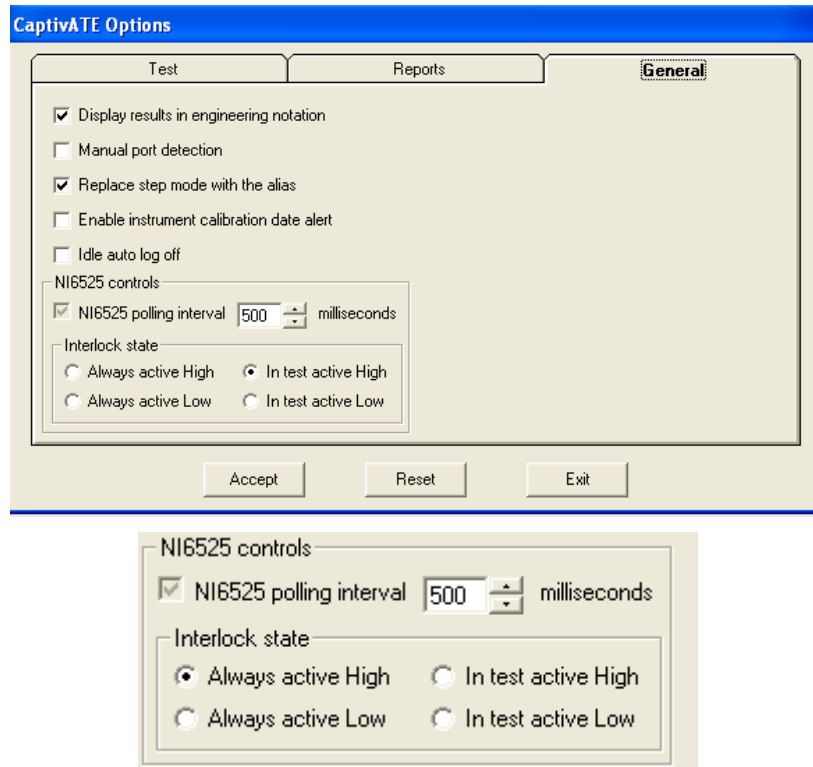 CaptivATE Options
Test Reports General
Display results in engineering notation
Manual port detection
Replace step mode with the alias
Enable instrument calibration date alert
Idle auto log off
NI6525 controls
NI6525 polling interval 500 milliseconds
Interlock state
Always active High In test active High
Always active Low In test active Low
Accept Reset Exit
NI6525 controls
NI6525 polling interval 500 milliseconds
Interlock state
Always active High In test active High
Always active Low In test active Low